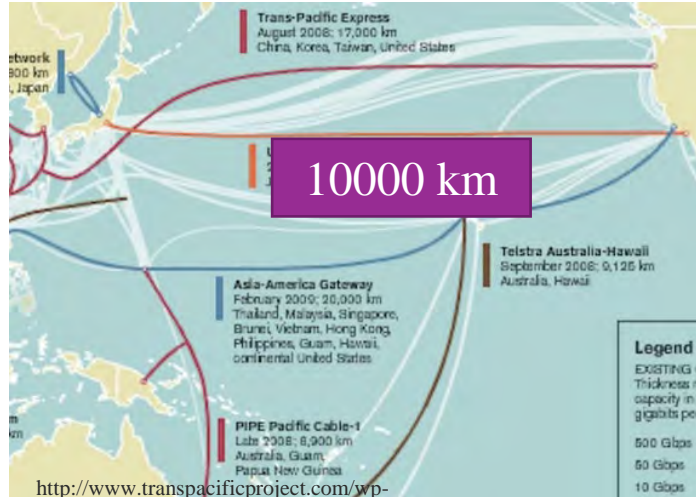 Trans-Pacific Express
August 2008; 17,000 km
China, Korea, Taiwan, United States
etwork
300 km
, Japan
10000 km
Telstra Australia-Hawaii
September 2008; 9,125 km
Australia, Hawaii
Asia-America Gateway
February 2009; 20,000 km
Thailand, Malaysia, Singapore,
Brunei, Vietnam, Hong Kong,
Philippines, Guam, Hawaii,
continental United States
Legend
EXISTING
Thickness
capacity in
gigabits pe
500 Gbps
50 Gbps
10 Gbps
PIPE Pacific Cable-1
Late 2008; 6,900 km
Australia, Guam,
Papua New Guinea
http://www.transpacificproject.com/wp-